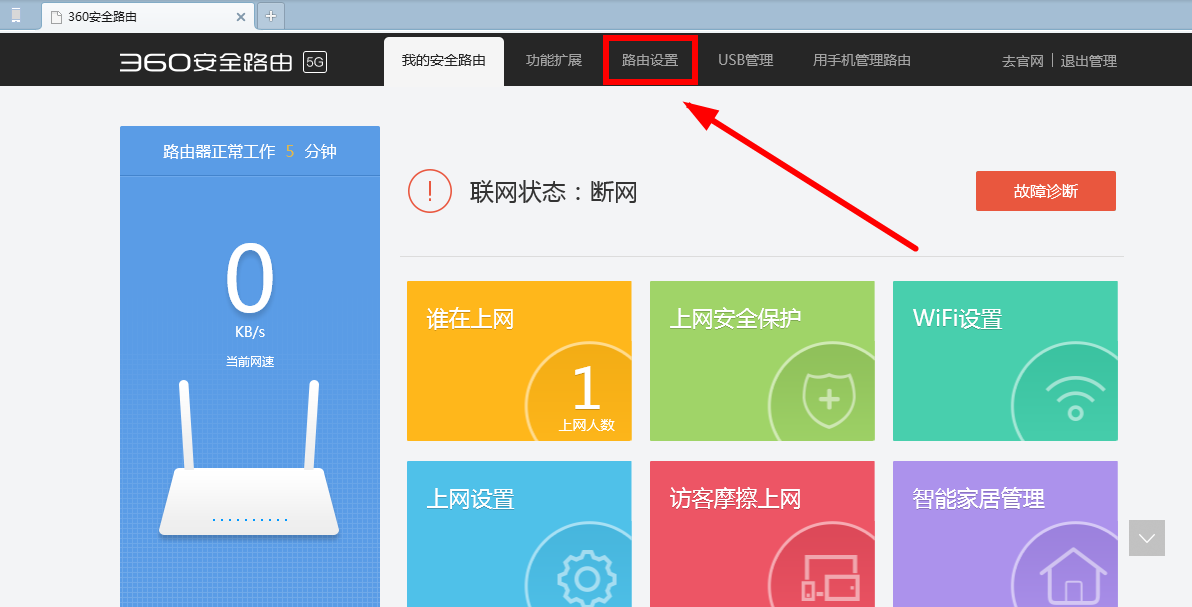 360安全路由
360安全路由 5G
我的安全路由 功能扩展 路由设置 USB管理 用手机管理路由 去官网 | 退出管理
路由器正常工作 5 分钟
0
KB/s
当前网速
! 联网状态：断网
故障诊断
谁在上网
1
上网人数
上网安全保护
WiFi设置
上网设置
访客摩擦上网
智能家居管理